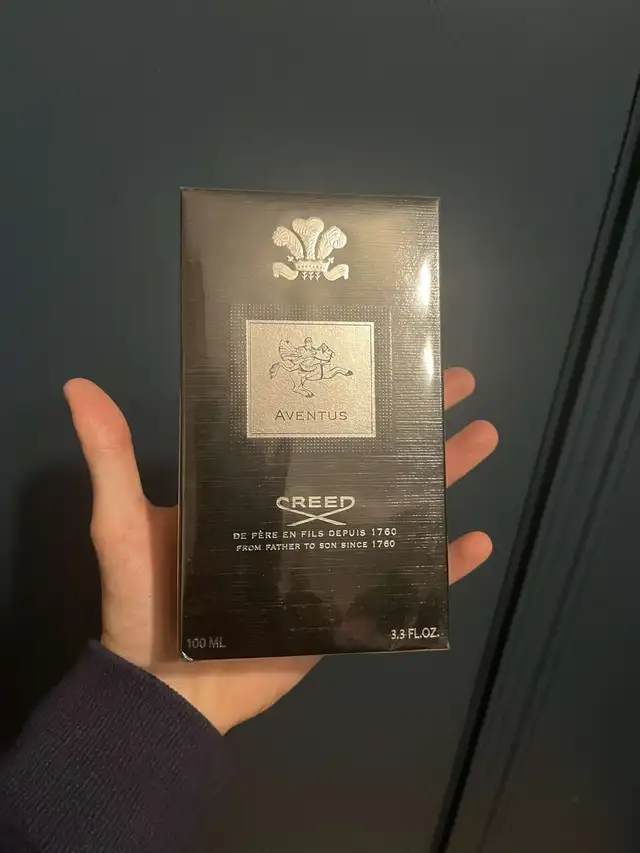 AVENTUS
CREED
DE PÈRE EN FILS DEPUIS 1760
FROM FATHER TO SON SINCE 1760
100 ML
3.3 FL.OZ.